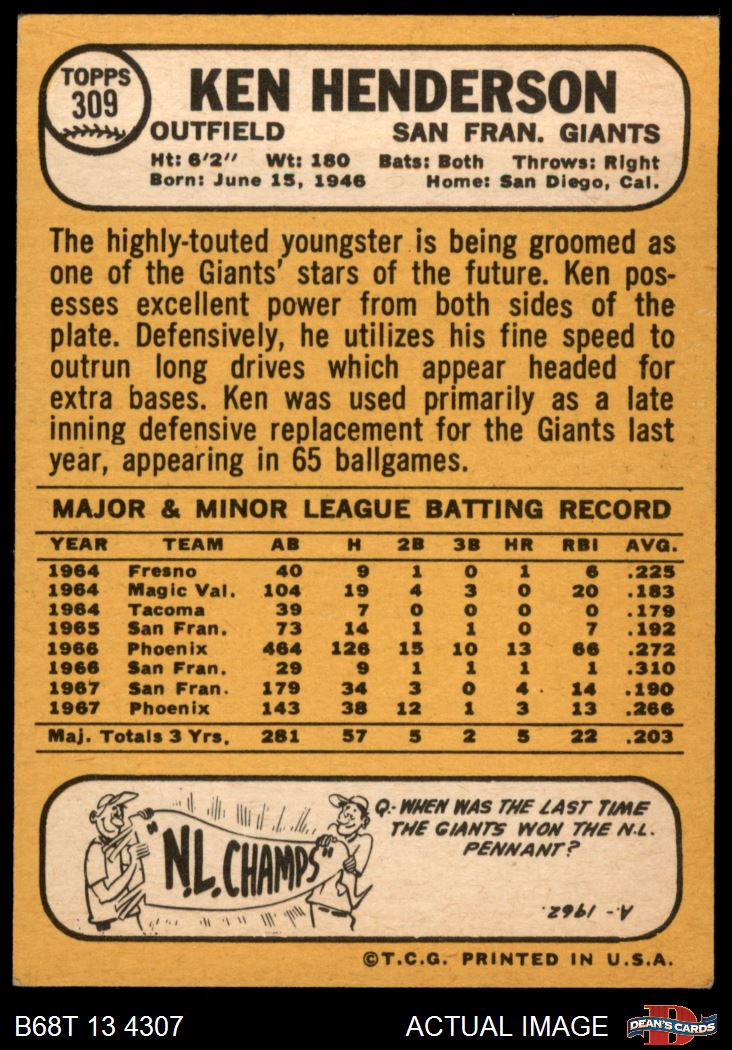 TOPPS
309
KEN HENDERSON
OUTFIELD SAN FRAN. GIANTS
Ht: 6'2" Wt: 180 Bats: Both Throws: Right
Born: June 15, 1946 Home: San Diego, Cal.
The highly-touted youngster is being groomed as
one of the Giants' stars of the future. Ken pos-
esses excellent power from both sides of the
plate. Defensively, he utilizes his fine speed to
outrun long drives which appear headed for
extra bases. Ken was used primarily as a late
inning defensive replacement for the Giants last
year, appearing in 65 ballgames.
MAJOR & MINOR LEAGUE BATTING RECORD
YEAR TEAM AB H 2B 3B HR RBI AVG.
1964 Fresno 40 9 1 0 1 6 .225
1964 Magic Val. 104 19 4 3 0 20 .183
1964 Tacoma 39 7 0 0 0 0 .179
1965 San Fran. 73 14 1 1 0 7 .192
1966 Phoenix 464 126 15 10 13 66 .272
1966 San Fran. 29 9 1 1 1 1 .310
1967 San Fran. 179 34 3 0 4 14 .190
1967 Phoenix 143 38 12 1 3 13 .266
Maj. Totals 3 Yrs. 281 57 5 2 5 22 .203
"N.L. CHAMPS"
Q.- WHEN WAS THE LAST TIME
THE GIANTS WON THE N.L.
PENNANT?
A.- 1962.
©T.C.G. PRINTED IN U.S.A.
B68T 13 4307 ACTUAL IMAGE DEAN'S CARDS